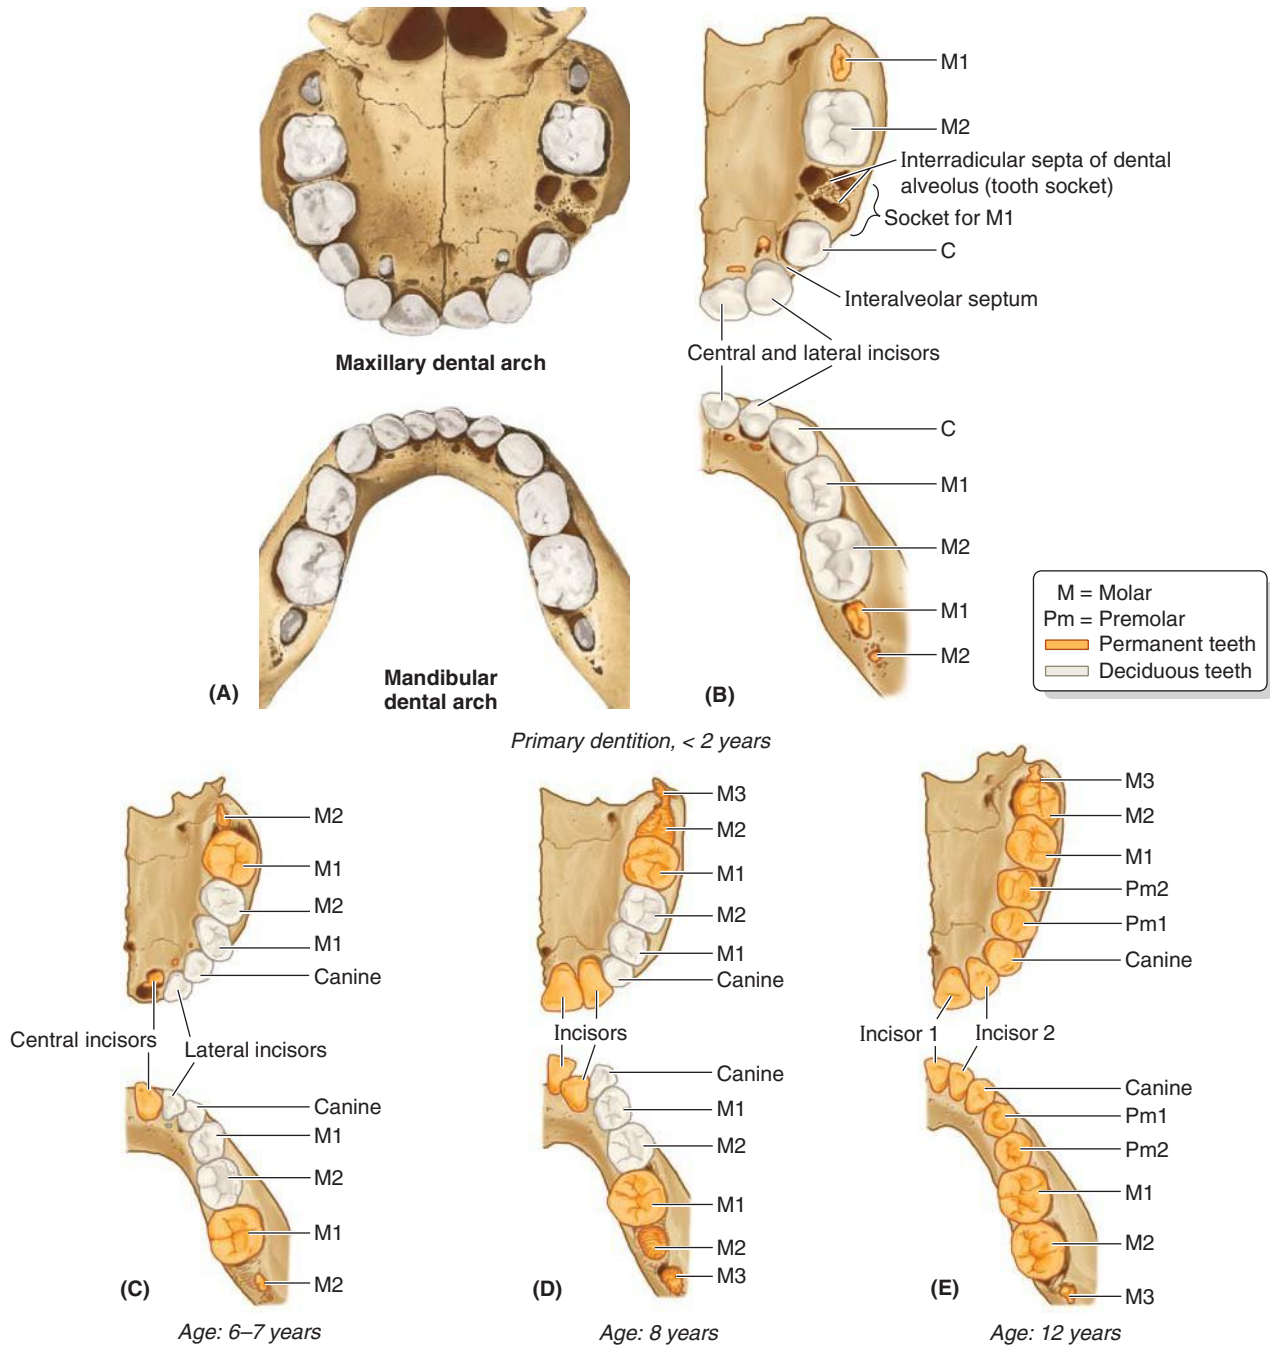 Maxillary dental arch
Mandibular
dental arch
(A)
M1
M2
Interradicular septa of dental
alveolus (tooth socket)
Socket for M1
C
Interalveolar septum
Central and lateral incisors
C
M1
M2
M1
M2
(B)
M = Molar
Pm = Premolar
Permanent teeth
Deciduous teeth
Primary dentition, < 2 years
M2
M1
M2
M1
Canine
Central incisors
Lateral incisors
Canine
M1
M2
M1
M2
(C)
Age: 6–7 years
M3
M2
M1
M2
M1
Canine
Incisors
Canine
M1
M2
M1
M2
M3
(D)
Age: 8 years
M3
M2
M1
Pm2
Pm1
Canine
Incisor 1
Incisor 2
Canine
Pm1
Pm2
M1
M2
M3
(E)
Age: 12 years